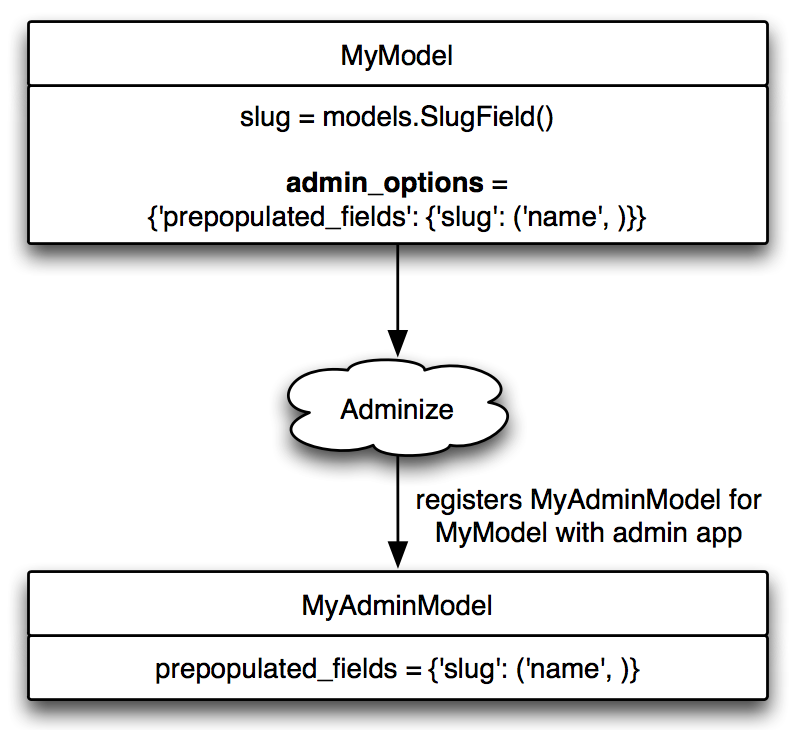 MyModel
slug = models.SlugField()
admin_options =
{'prepopulated_fields': {'slug': ('name', )}}
Adminize
registers MyAdminModel for
MyModel with admin app
MyAdminModel
prepopulated_fields = {'slug': ('name', )}